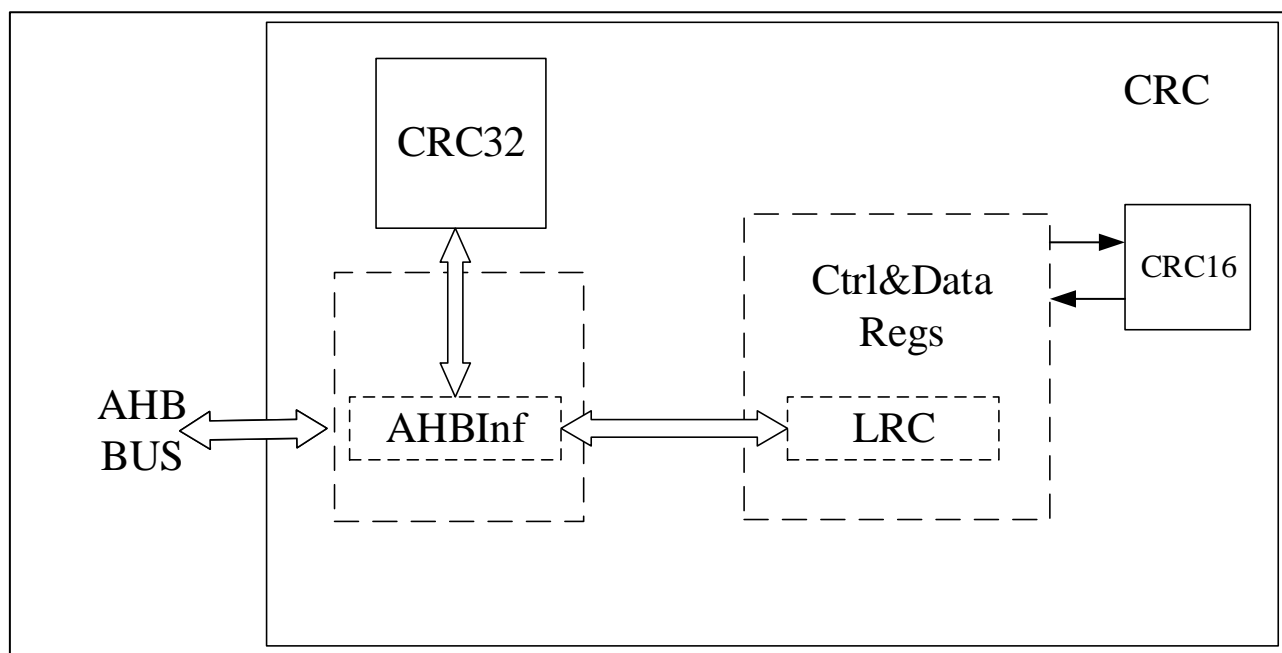 CRC
CRC32
Ctrl&Data
Regs
CRC16
AHB
BUS
AHBInf
LRC